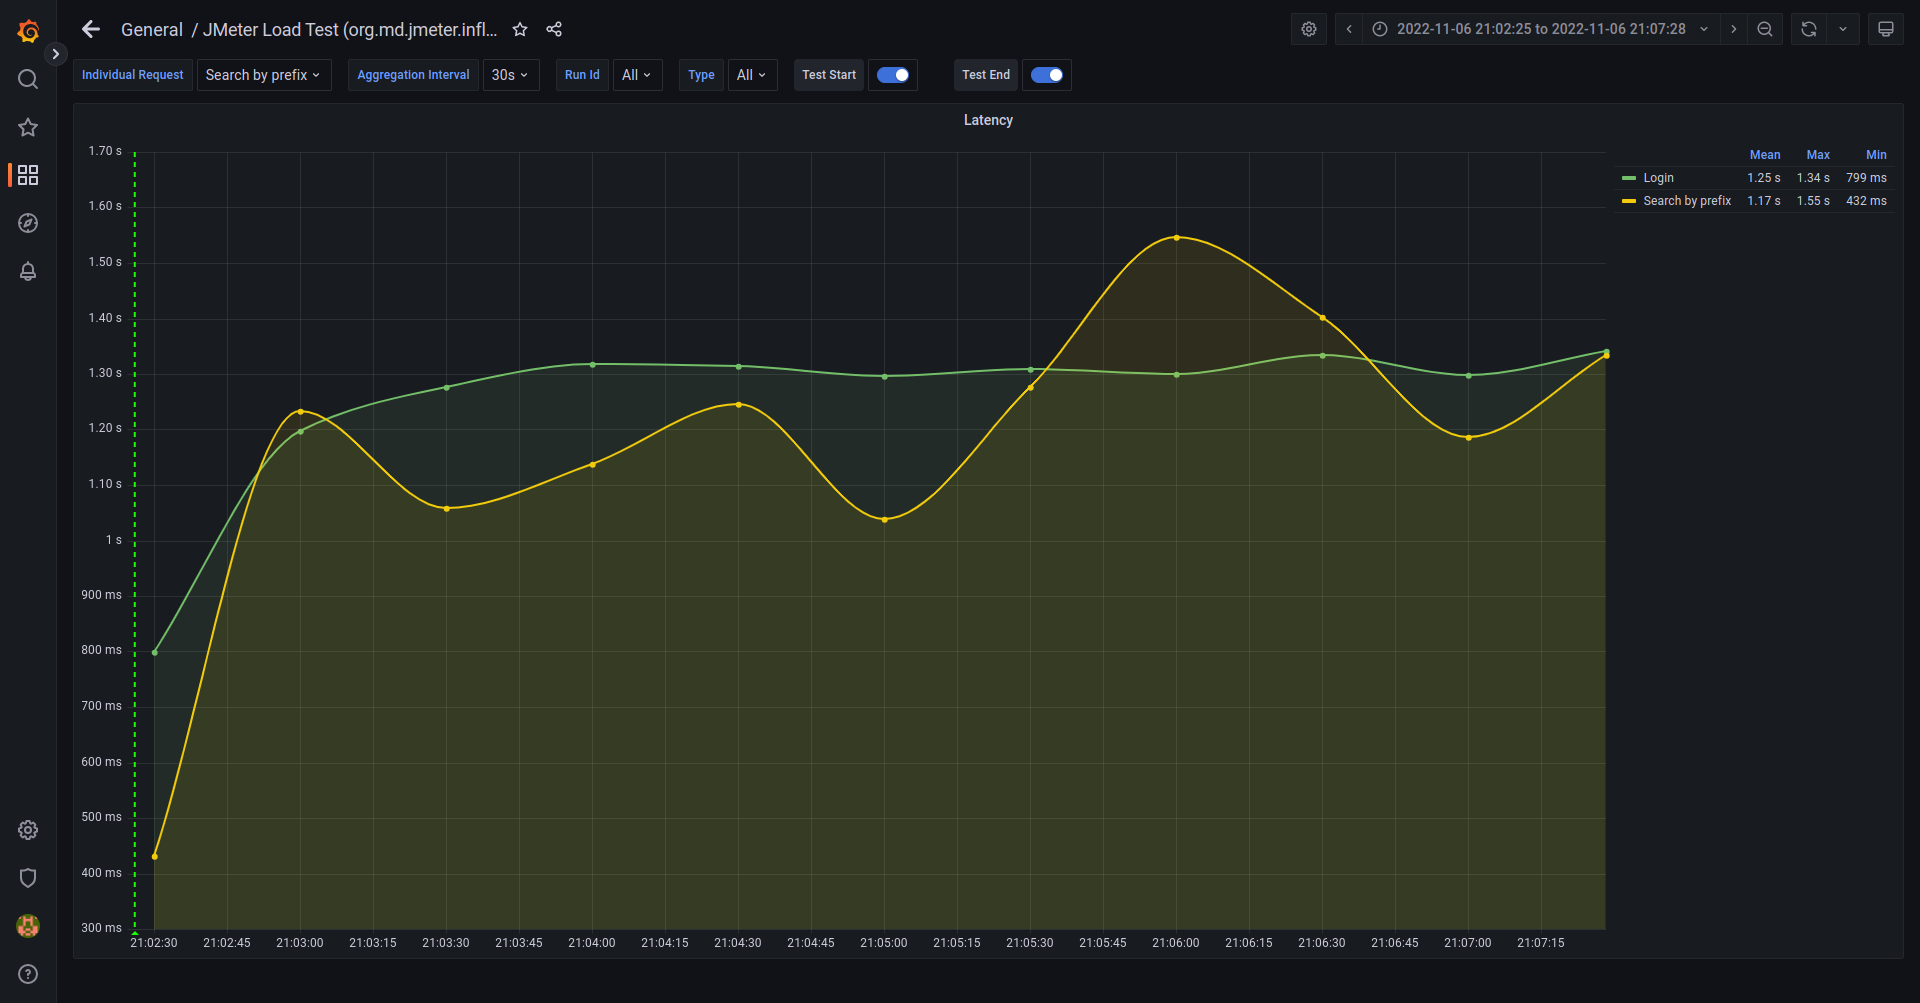 General / JMeter Load Test (org.md.jmeter.infl...
2022-11-06 21:02:25 to 2022-11-06 21:07:28
Individual Request Search by prefix Aggregation Interval 30s Run Id All Type All Test Start Test End
Latency
1.70 s
1.60 s
1.50 s
1.40 s
1.30 s
1.20 s
1.10 s
1 s
900 ms
800 ms
700 ms
600 ms
500 ms
400 ms
300 ms
21:02:30 21:02:45 21:03:00 21:03:15 21:03:30 21:03:45 21:04:00 21:04:15 21:04:30 21:04:45 21:05:00 21:05:15 21:05:30 21:05:45 21:06:00 21:06:15 21:06:30 21:06:45 21:07:00 21:07:15
Mean Max Min
Login 1.25 s 1.34 s 799 ms
Search by prefix 1.17 s 1.55 s 432 ms